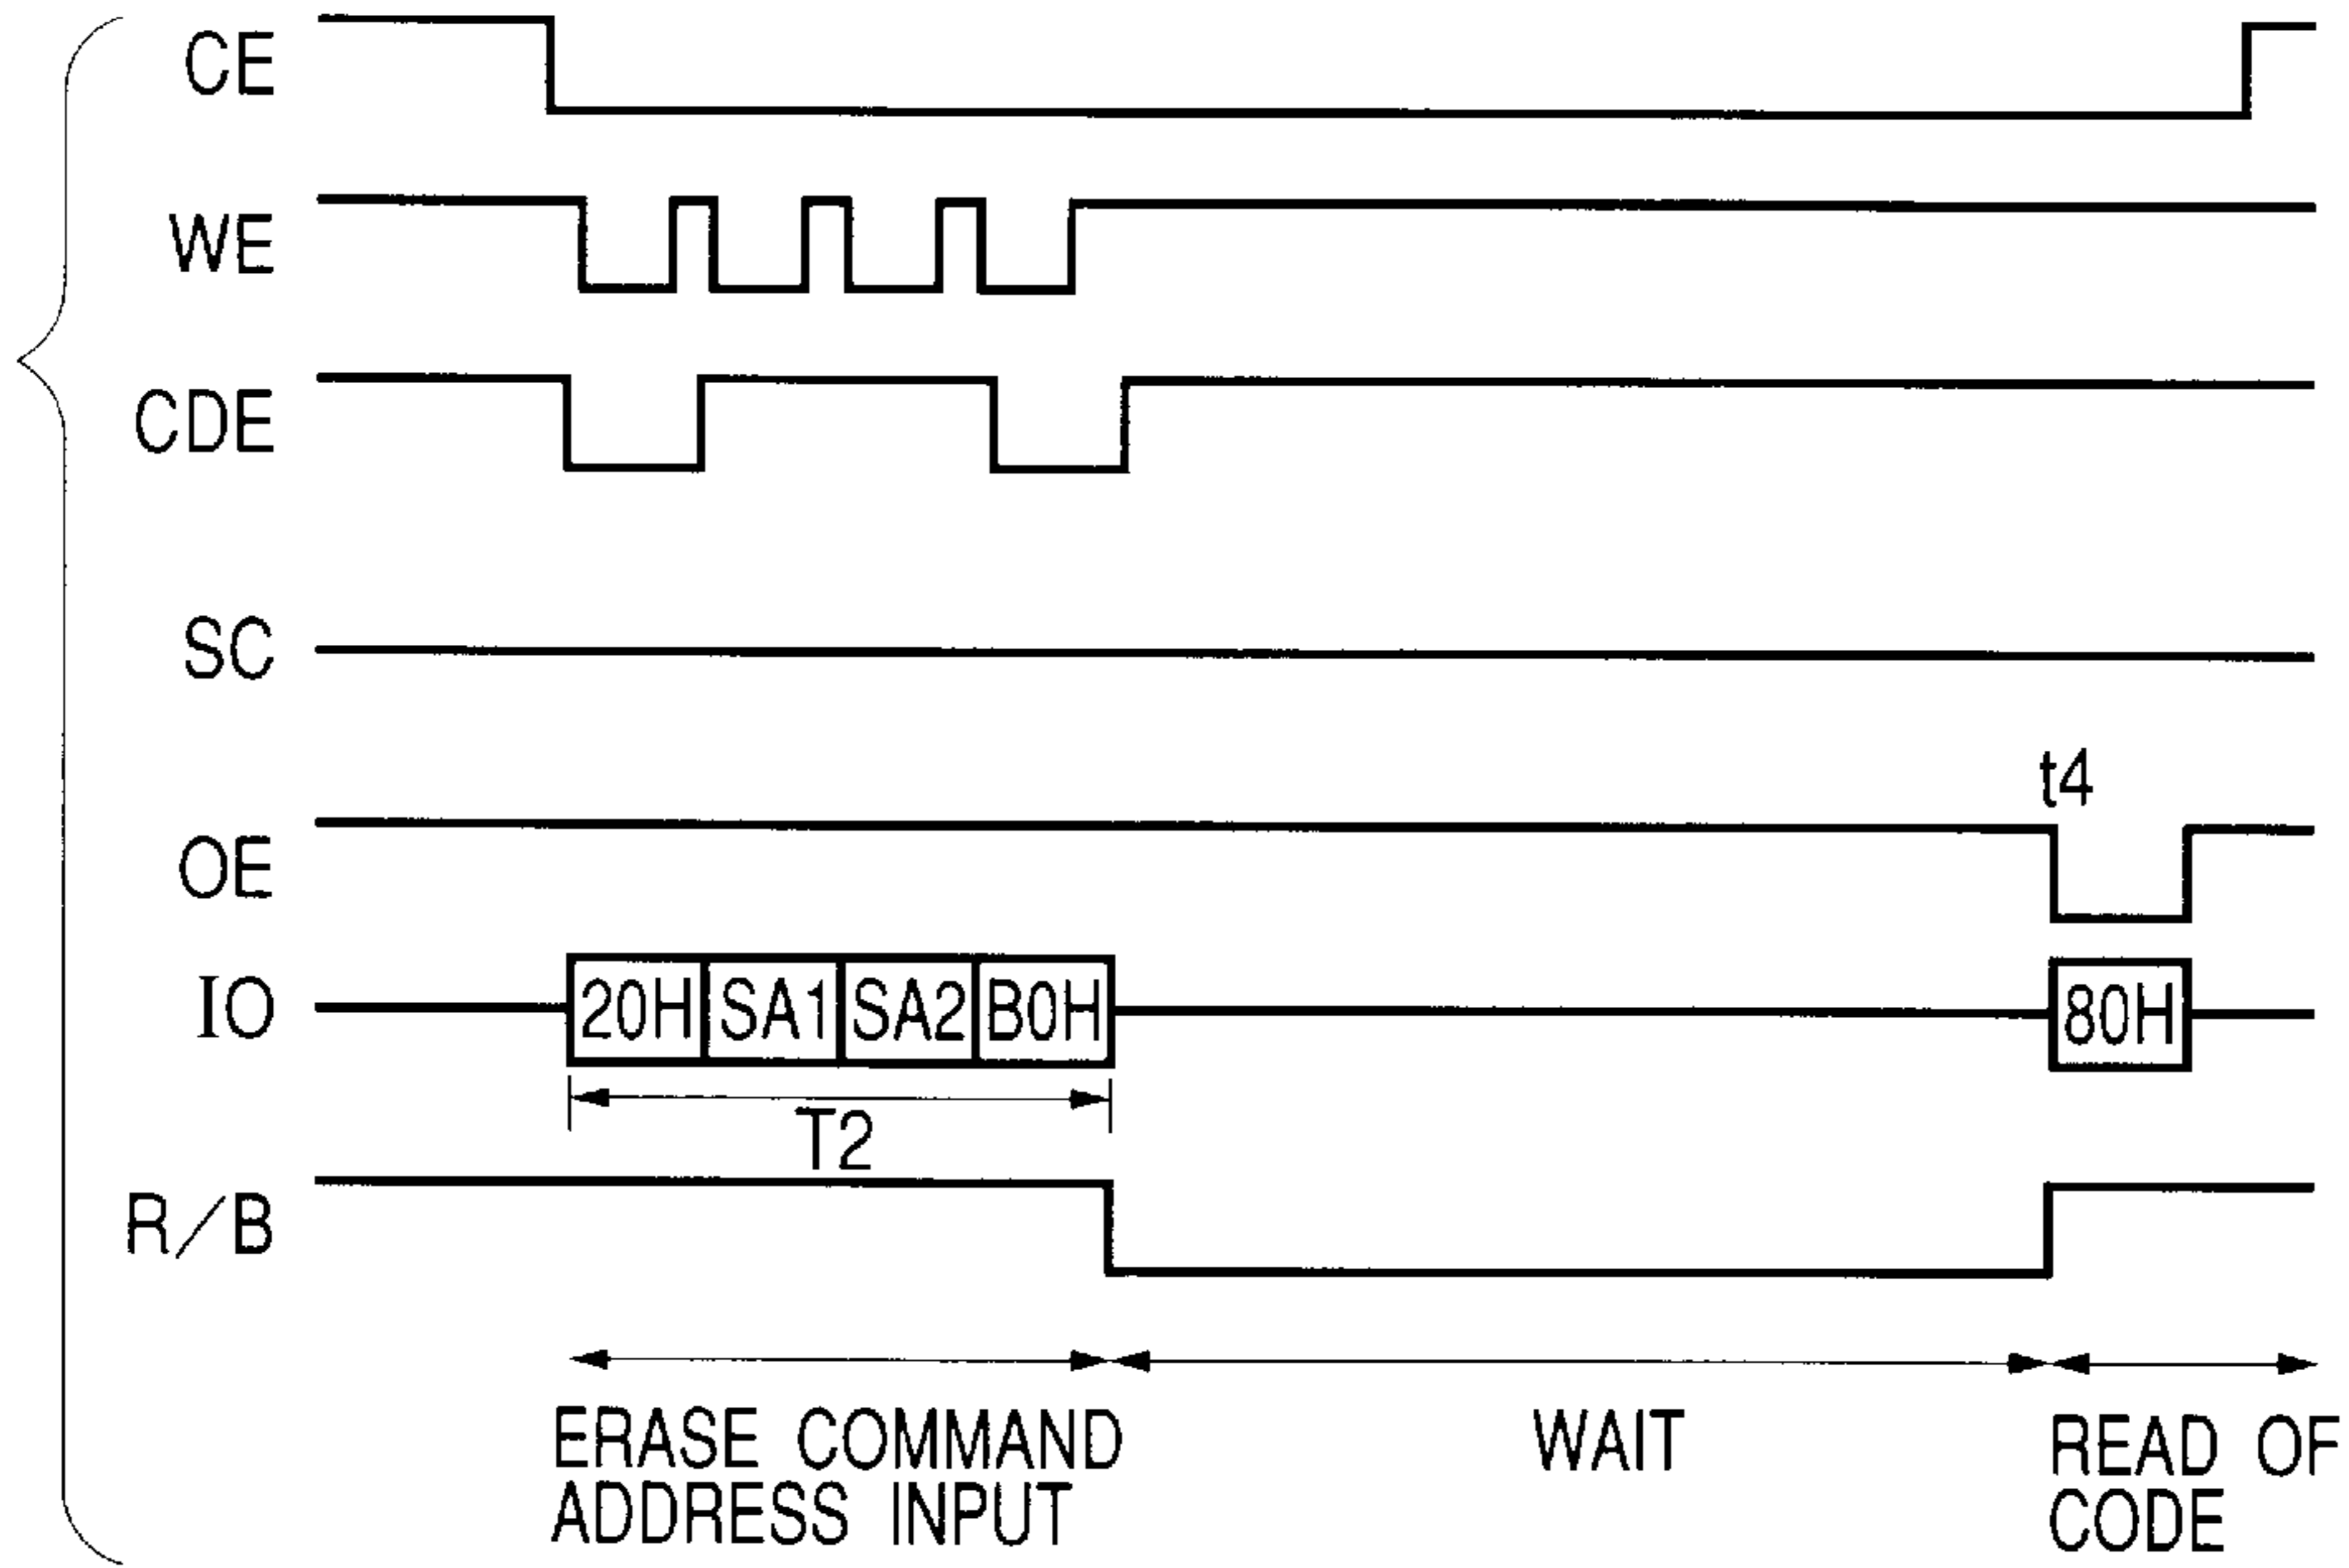 CE
WE
CDE
SC
t4
OE
IO 20H SA1 SA2 B0H 80H
T2
R/B
ERASE COMMAND WAIT READ OF
ADDRESS INPUT CODE